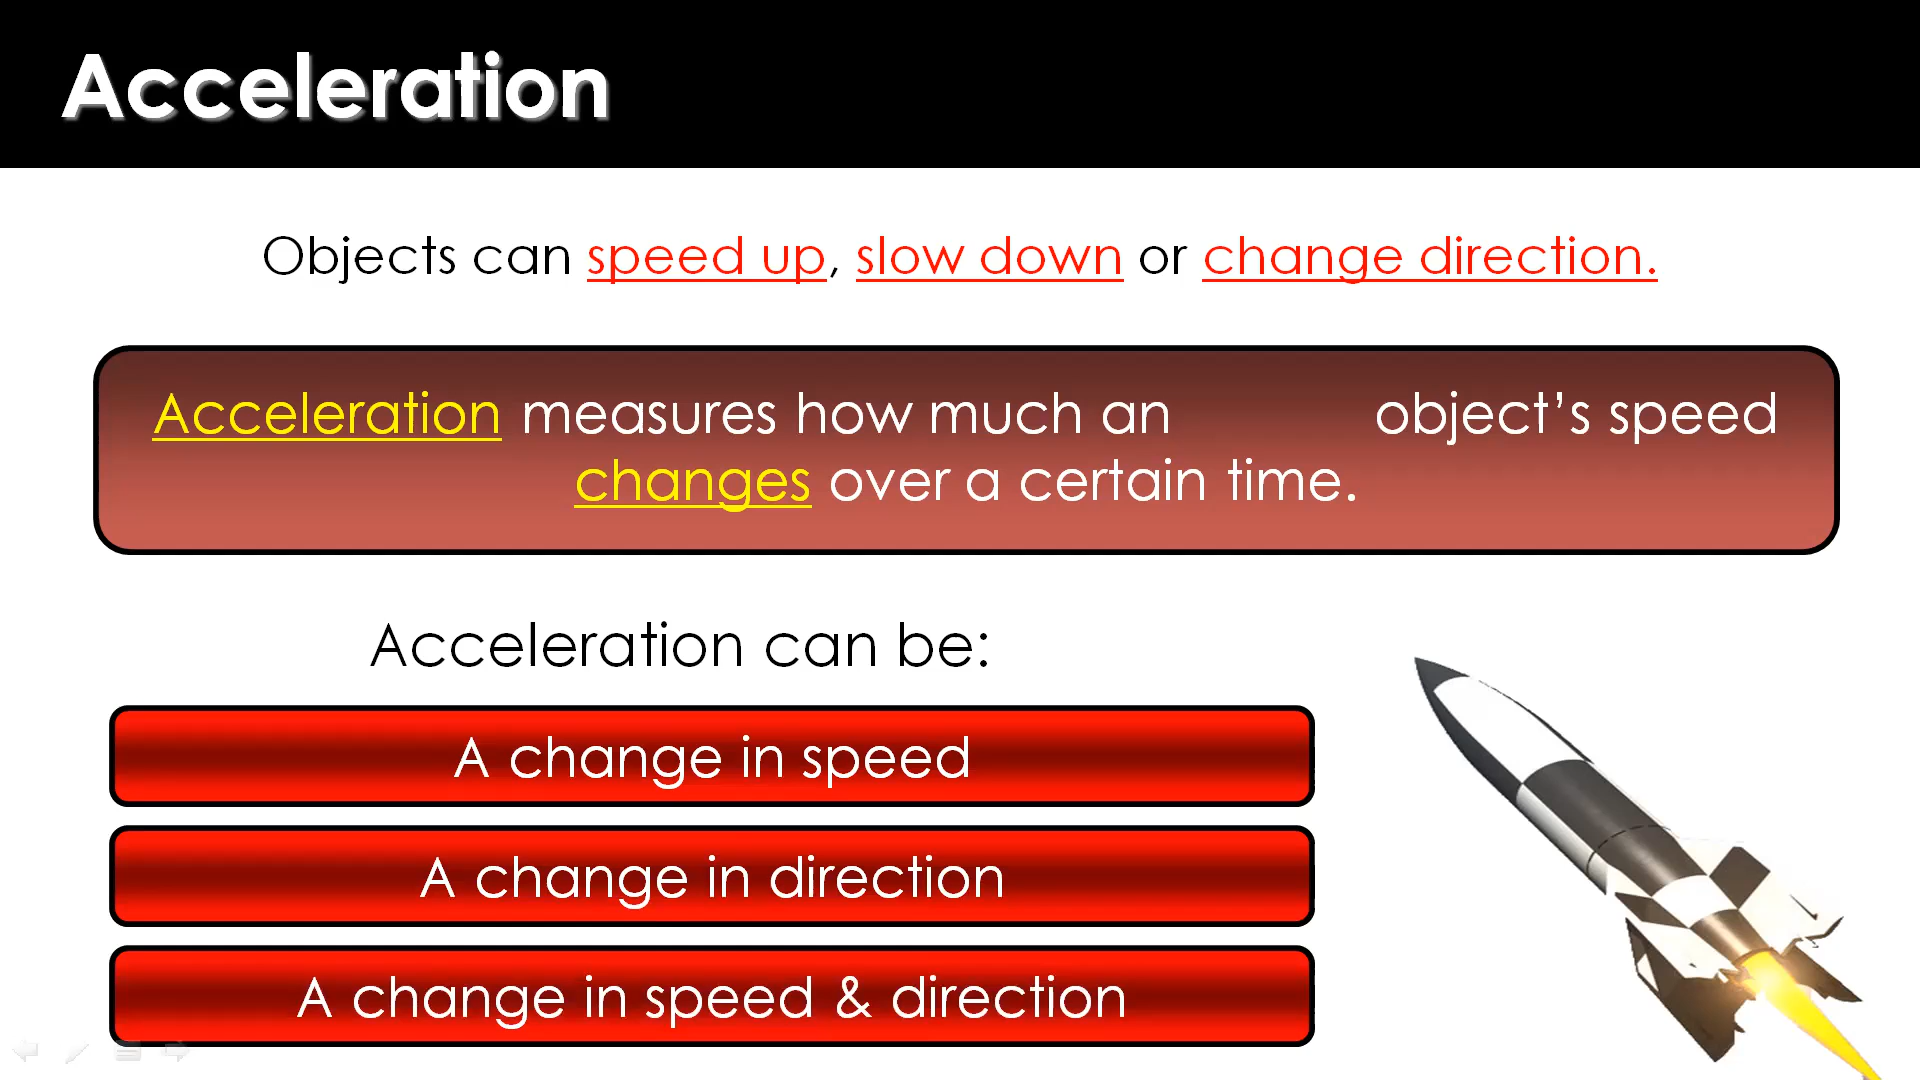 Acceleration
Objects can speed up, slow down or change direction.
Acceleration measures how much an object’s speed
changes over a certain time.
Acceleration can be:
A change in speed
A change in direction
A change in speed & direction